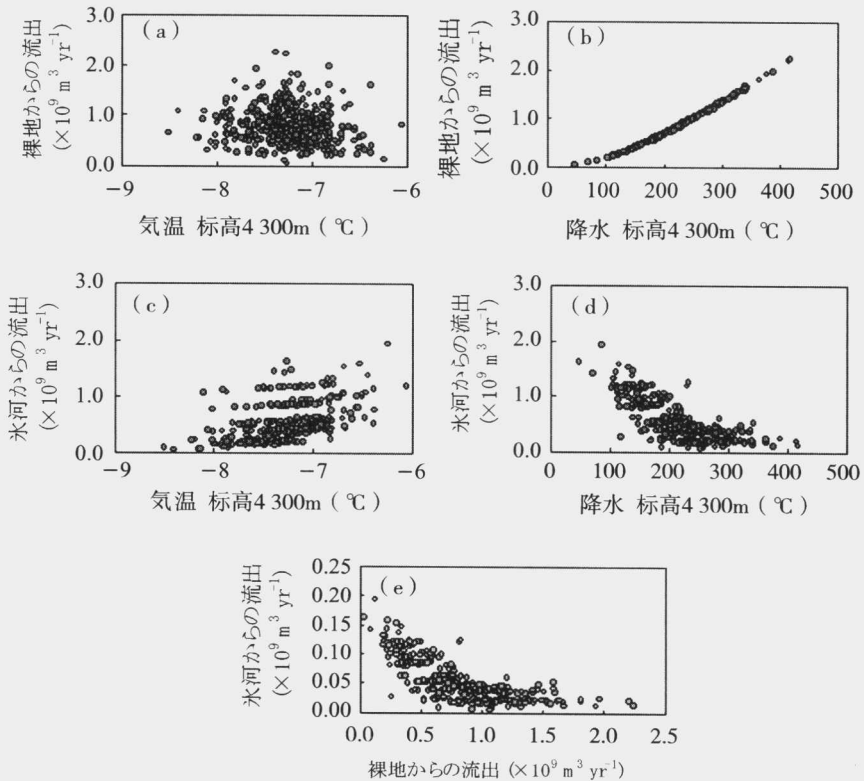 裸地からの流出
(×10⁹ m³ yr⁻¹)
(a)
3.0
2.0
1.0
0.0
−9
−8
−7
−6
気温 标高4 300m ( ℃)
裸地からの流出
(×10⁹ m³ yr⁻¹)
(b)
3.0
2.0
1.0
0.0
0
100
200
300
400
500
降水 标高4 300m ( ℃)
氷河からの流出
(×10⁹ m³ yr⁻¹)
(c)
3.0
2.0
1.0
0.0
−9
−8
−7
−6
気温 标高4 300m ( ℃)
氷河からの流出
(×10⁹ m³ yr⁻¹)
(d)
3.0
2.0
1.0
0.0
0
100
200
300
400
500
降水 标高4 300m ( ℃)
氷河からの流出
(×10⁹ m³ yr⁻¹)
(e)
0.25
0.20
0.15
0.10
0.05
0.00
0.0
0.5
1.0
1.5
2.0
2.5
裸地からの流出 (×10⁹ m³ yr⁻¹)